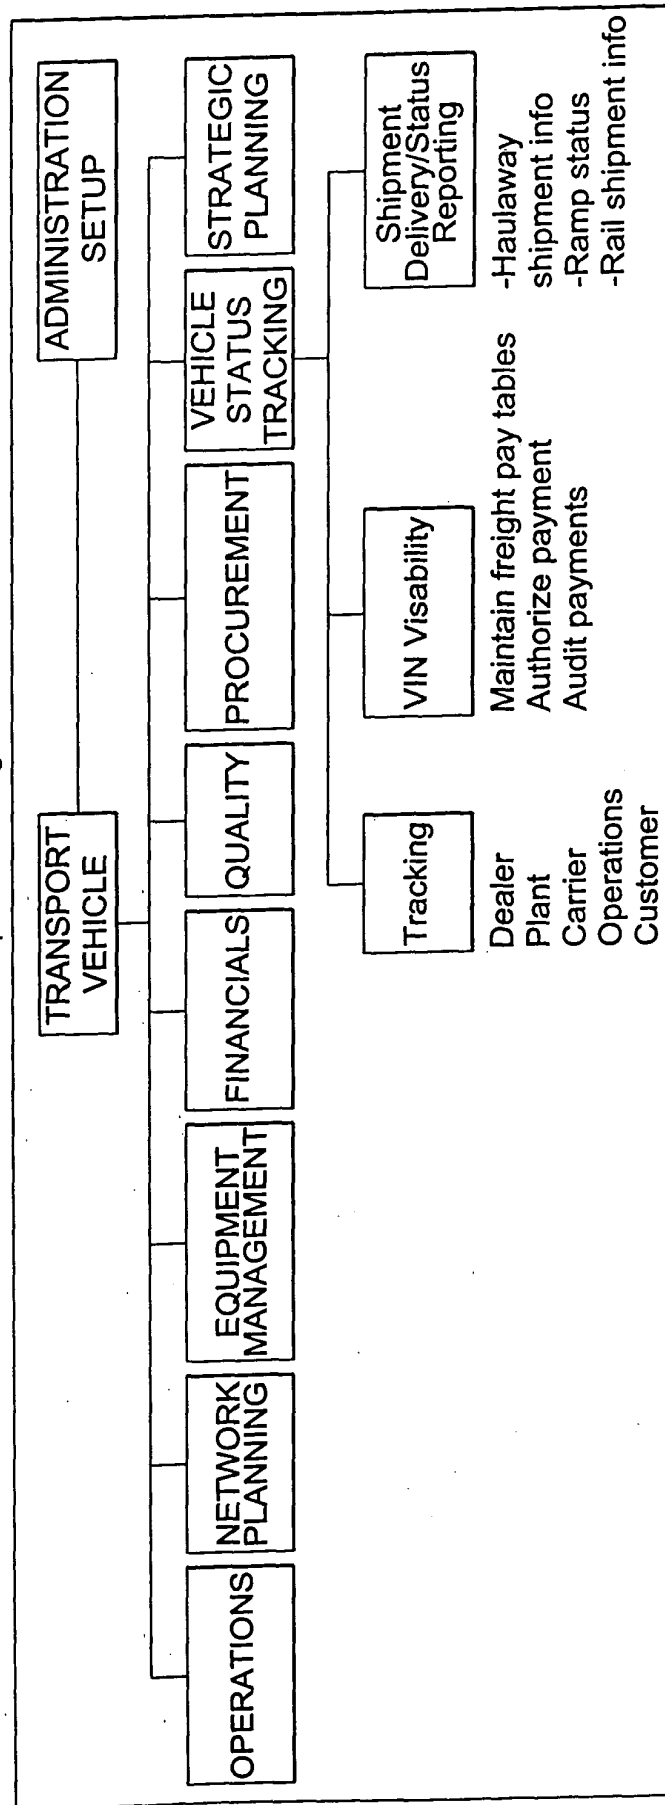 TRANSPORT
VEHICLE
ADMINISTRATION
SETUP
OPERATIONS
NETWORK
PLANNING
EQUIPMENT
MANAGEMENT
FINANCIALS
QUALITY
PROCUREMENT
VEHICLE
STATUS
TRACKING
STRATEGIC
PLANNING
Tracking
Dealer
Plant
Carrier
Operations
Customer
VIN Visability
Maintain freight pay tables
Authorize payment
Audit payments
Shipment
Delivery/Status
Reporting
-Haulaway
shipment info
-Ramp status
-Rail shipment info